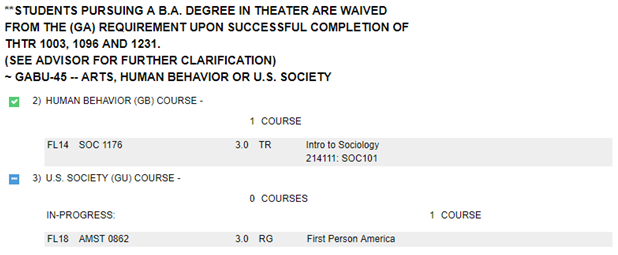 **STUDENTS PURSUING A B.A. DEGREE IN THEATER ARE WAIVED
FROM THE (GA) REQUIREMENT UPON SUCCESSFUL COMPLETION OF
THTR 1003, 1096 AND 1231.
(SEE ADVISOR FOR FURTHER CLARIFICATION)
~ GABU-45 -- ARTS, HUMAN BEHAVIOR OR U.S. SOCIETY
2) HUMAN BEHAVIOR (GB) COURSE -
1 COURSE
FL14 SOC 1176 3.0 TR Intro to Sociology
214111: SOC101
3) U.S. SOCIETY (GU) COURSE -
0 COURSES
IN-PROGRESS: 1 COURSE
FL18 AMST 0862 3.0 RG First Person America